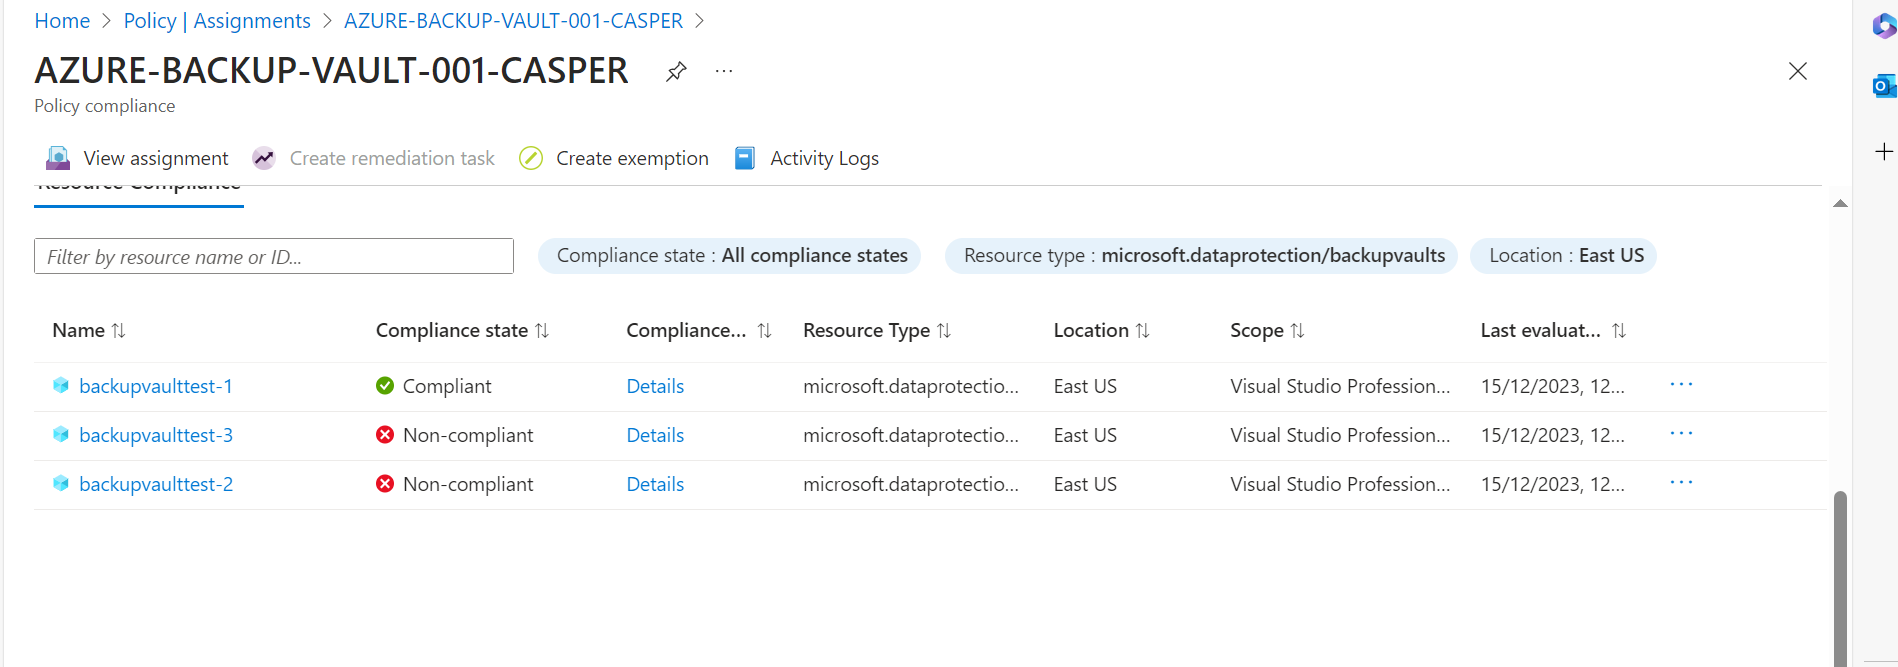 Home > Policy | Assignments > AZURE-BACKUP-VAULT-001-CASPER >
AZURE-BACKUP-VAULT-001-CASPER ...
Policy compliance
View assignment Create remediation task Create exemption Activity Logs
Resource Compliance
Filter by resource name or ID...
Compliance state : All compliance states Resource type : microsoft.dataprotection/backupvaults Location : East US
Name Compliance state Compliance... Resource Type Location Scope Last evaluat...
backupvaulttest-1 Compliant Details microsoft.dataprotectio... East US Visual Studio Profession... 15/12/2023, 12... ...
backupvaulttest-3 Non-compliant Details microsoft.dataprotectio... East US Visual Studio Profession... 15/12/2023, 12... ...
backupvaulttest-2 Non-compliant Details microsoft.dataprotectio... East US Visual Studio Profession... 15/12/2023, 12... ...